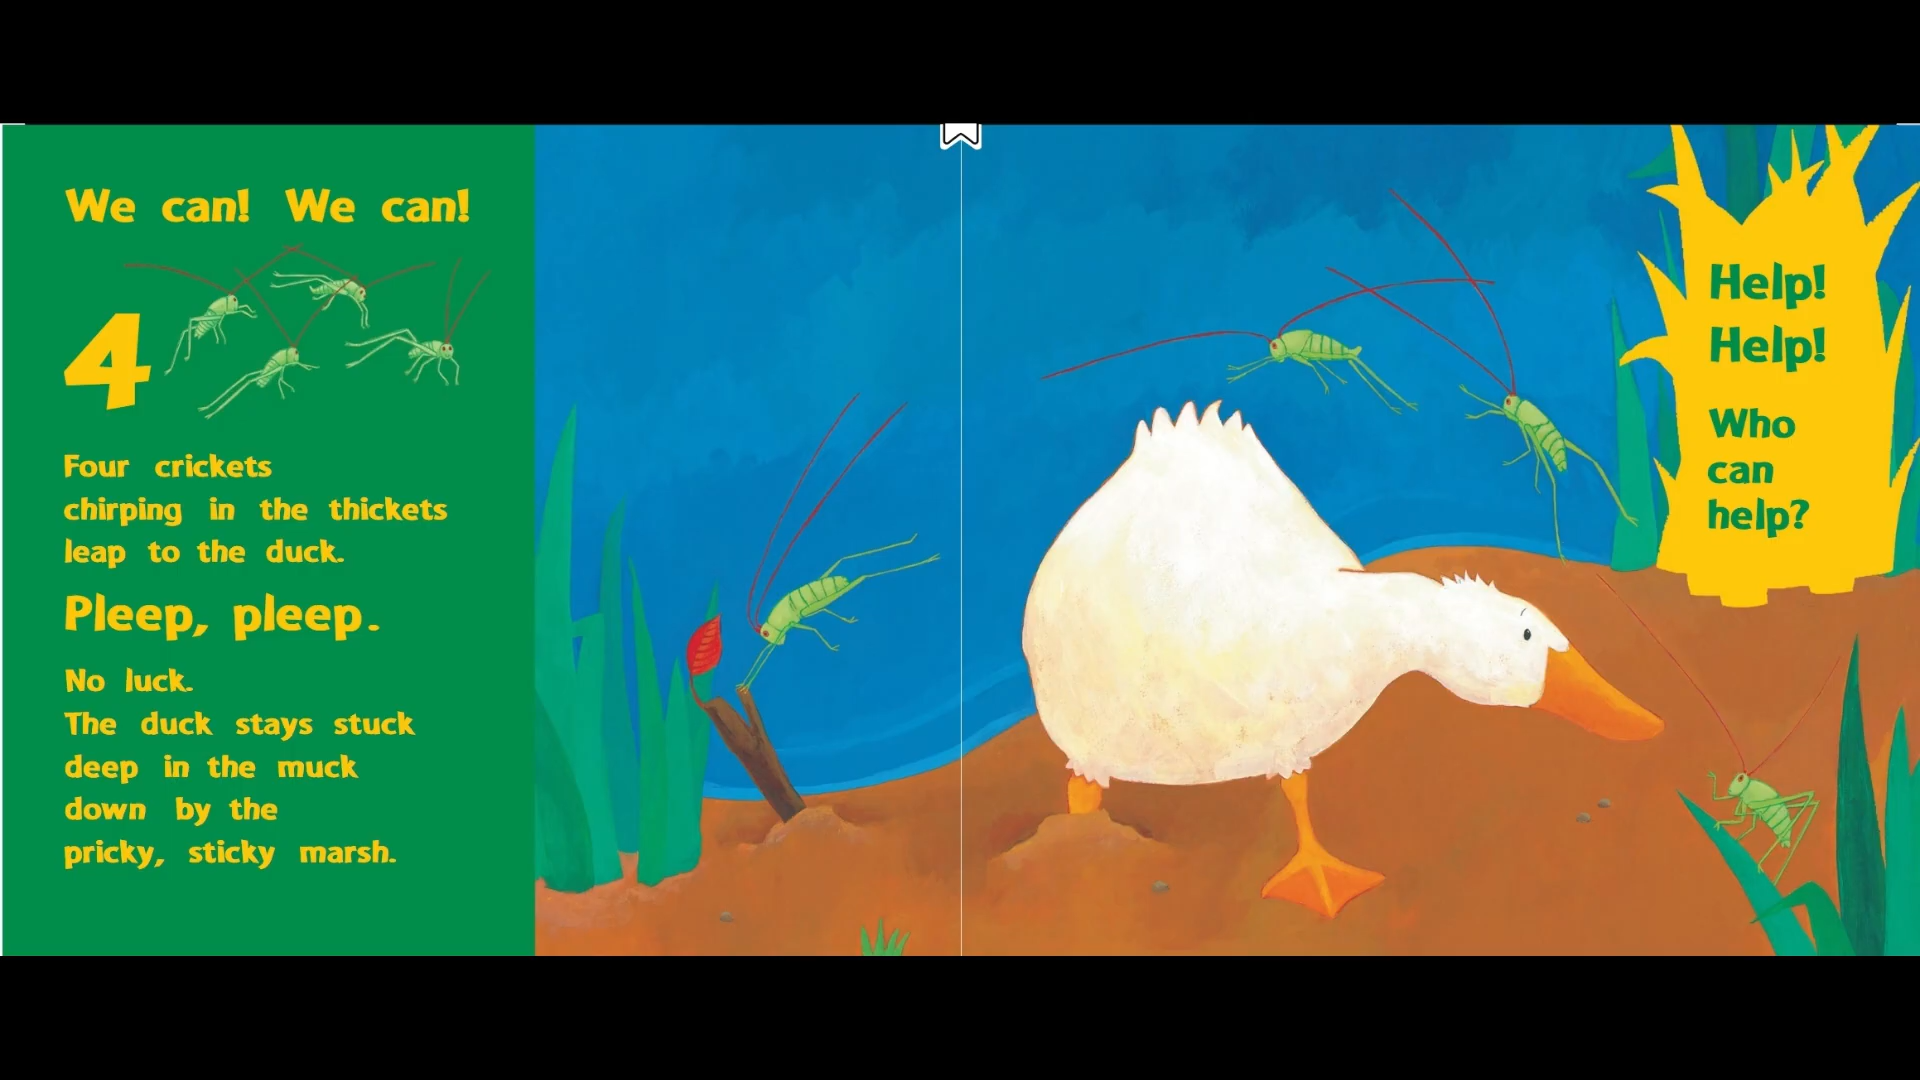 We can! We can!
4
Four crickets
chirping in the thickets
leap to the duck.
Pleep, pleep.
No luck.
The duck stays stuck
deep in the muck
down by the
pricky, sticky marsh.
Help!
Help!
Who
can
help?